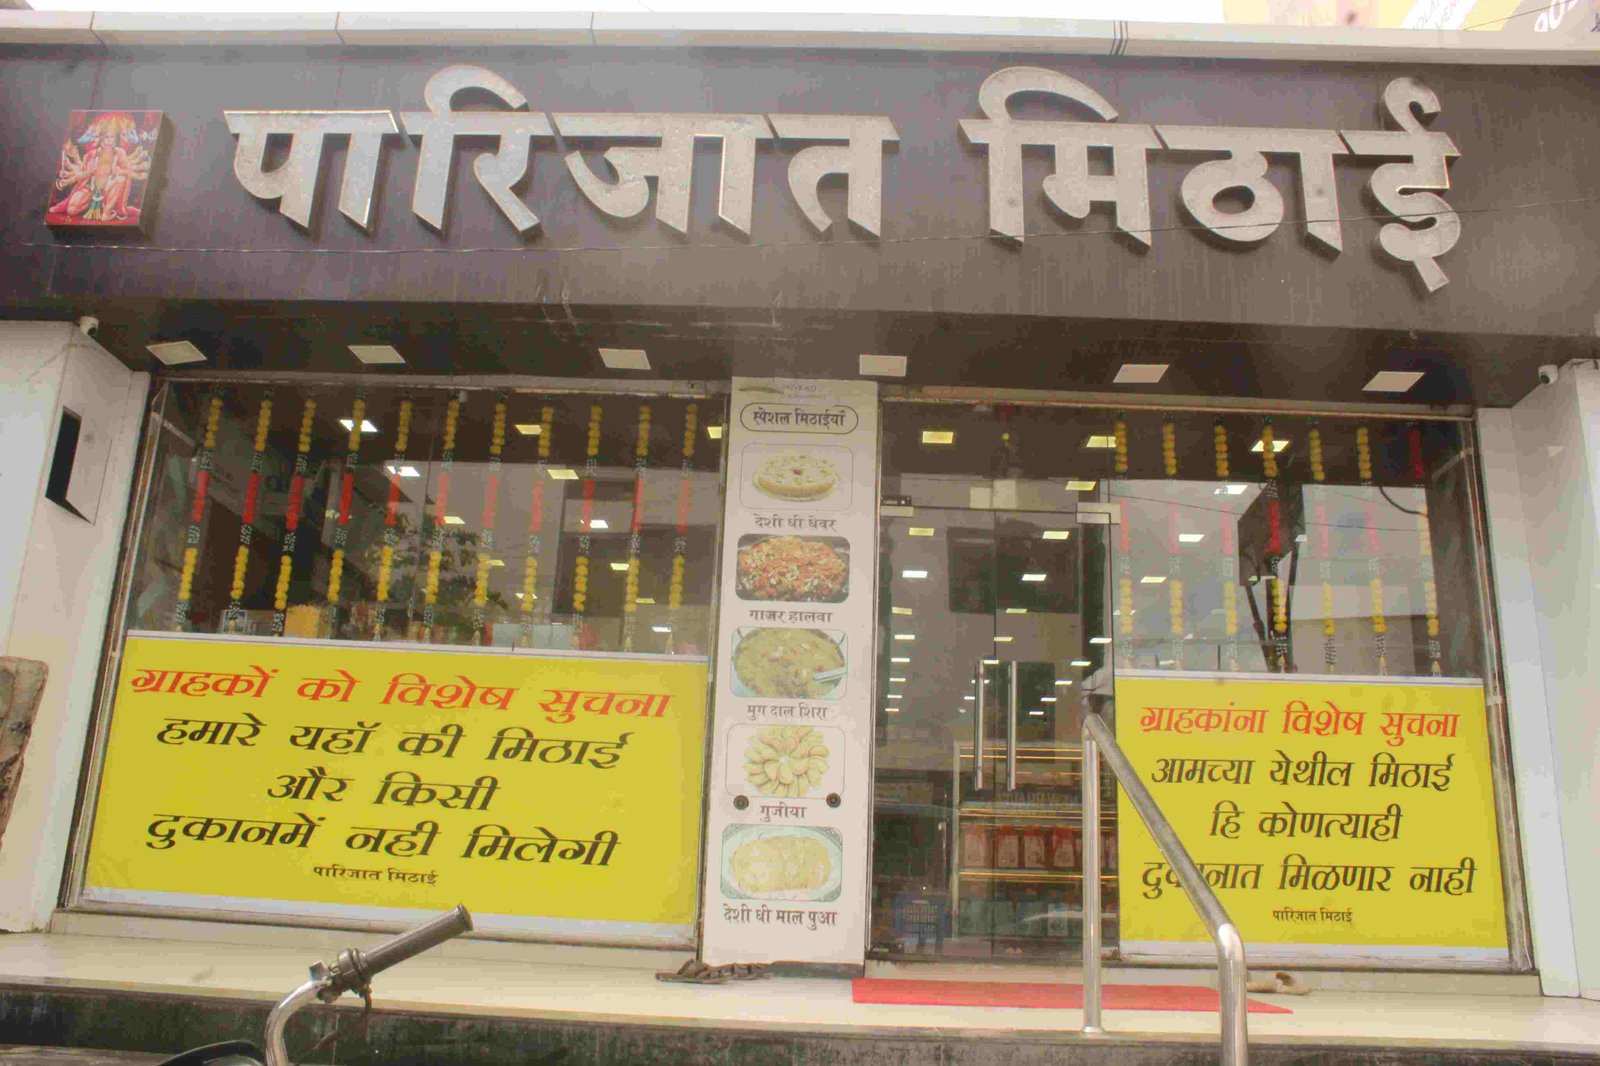 पारिजात मिठाई
स्पेशल मिठाईयाँ
देशी घी घेवर
गाजर हालवा
मुग दाल शिरा
गुजीया
देशी घी माल पुआ
ग्राहकों को विशेष सुचना
हमारे यहॉ की मिठाई
और किसी
दुकानमें नही मिलेगी
पारिजात मिठाई
ग्राहकांना विशेष सुचना
आमच्या येथील मिठाई
हि कोणत्याही
मिळणार नाही
पारिजात मिठाई